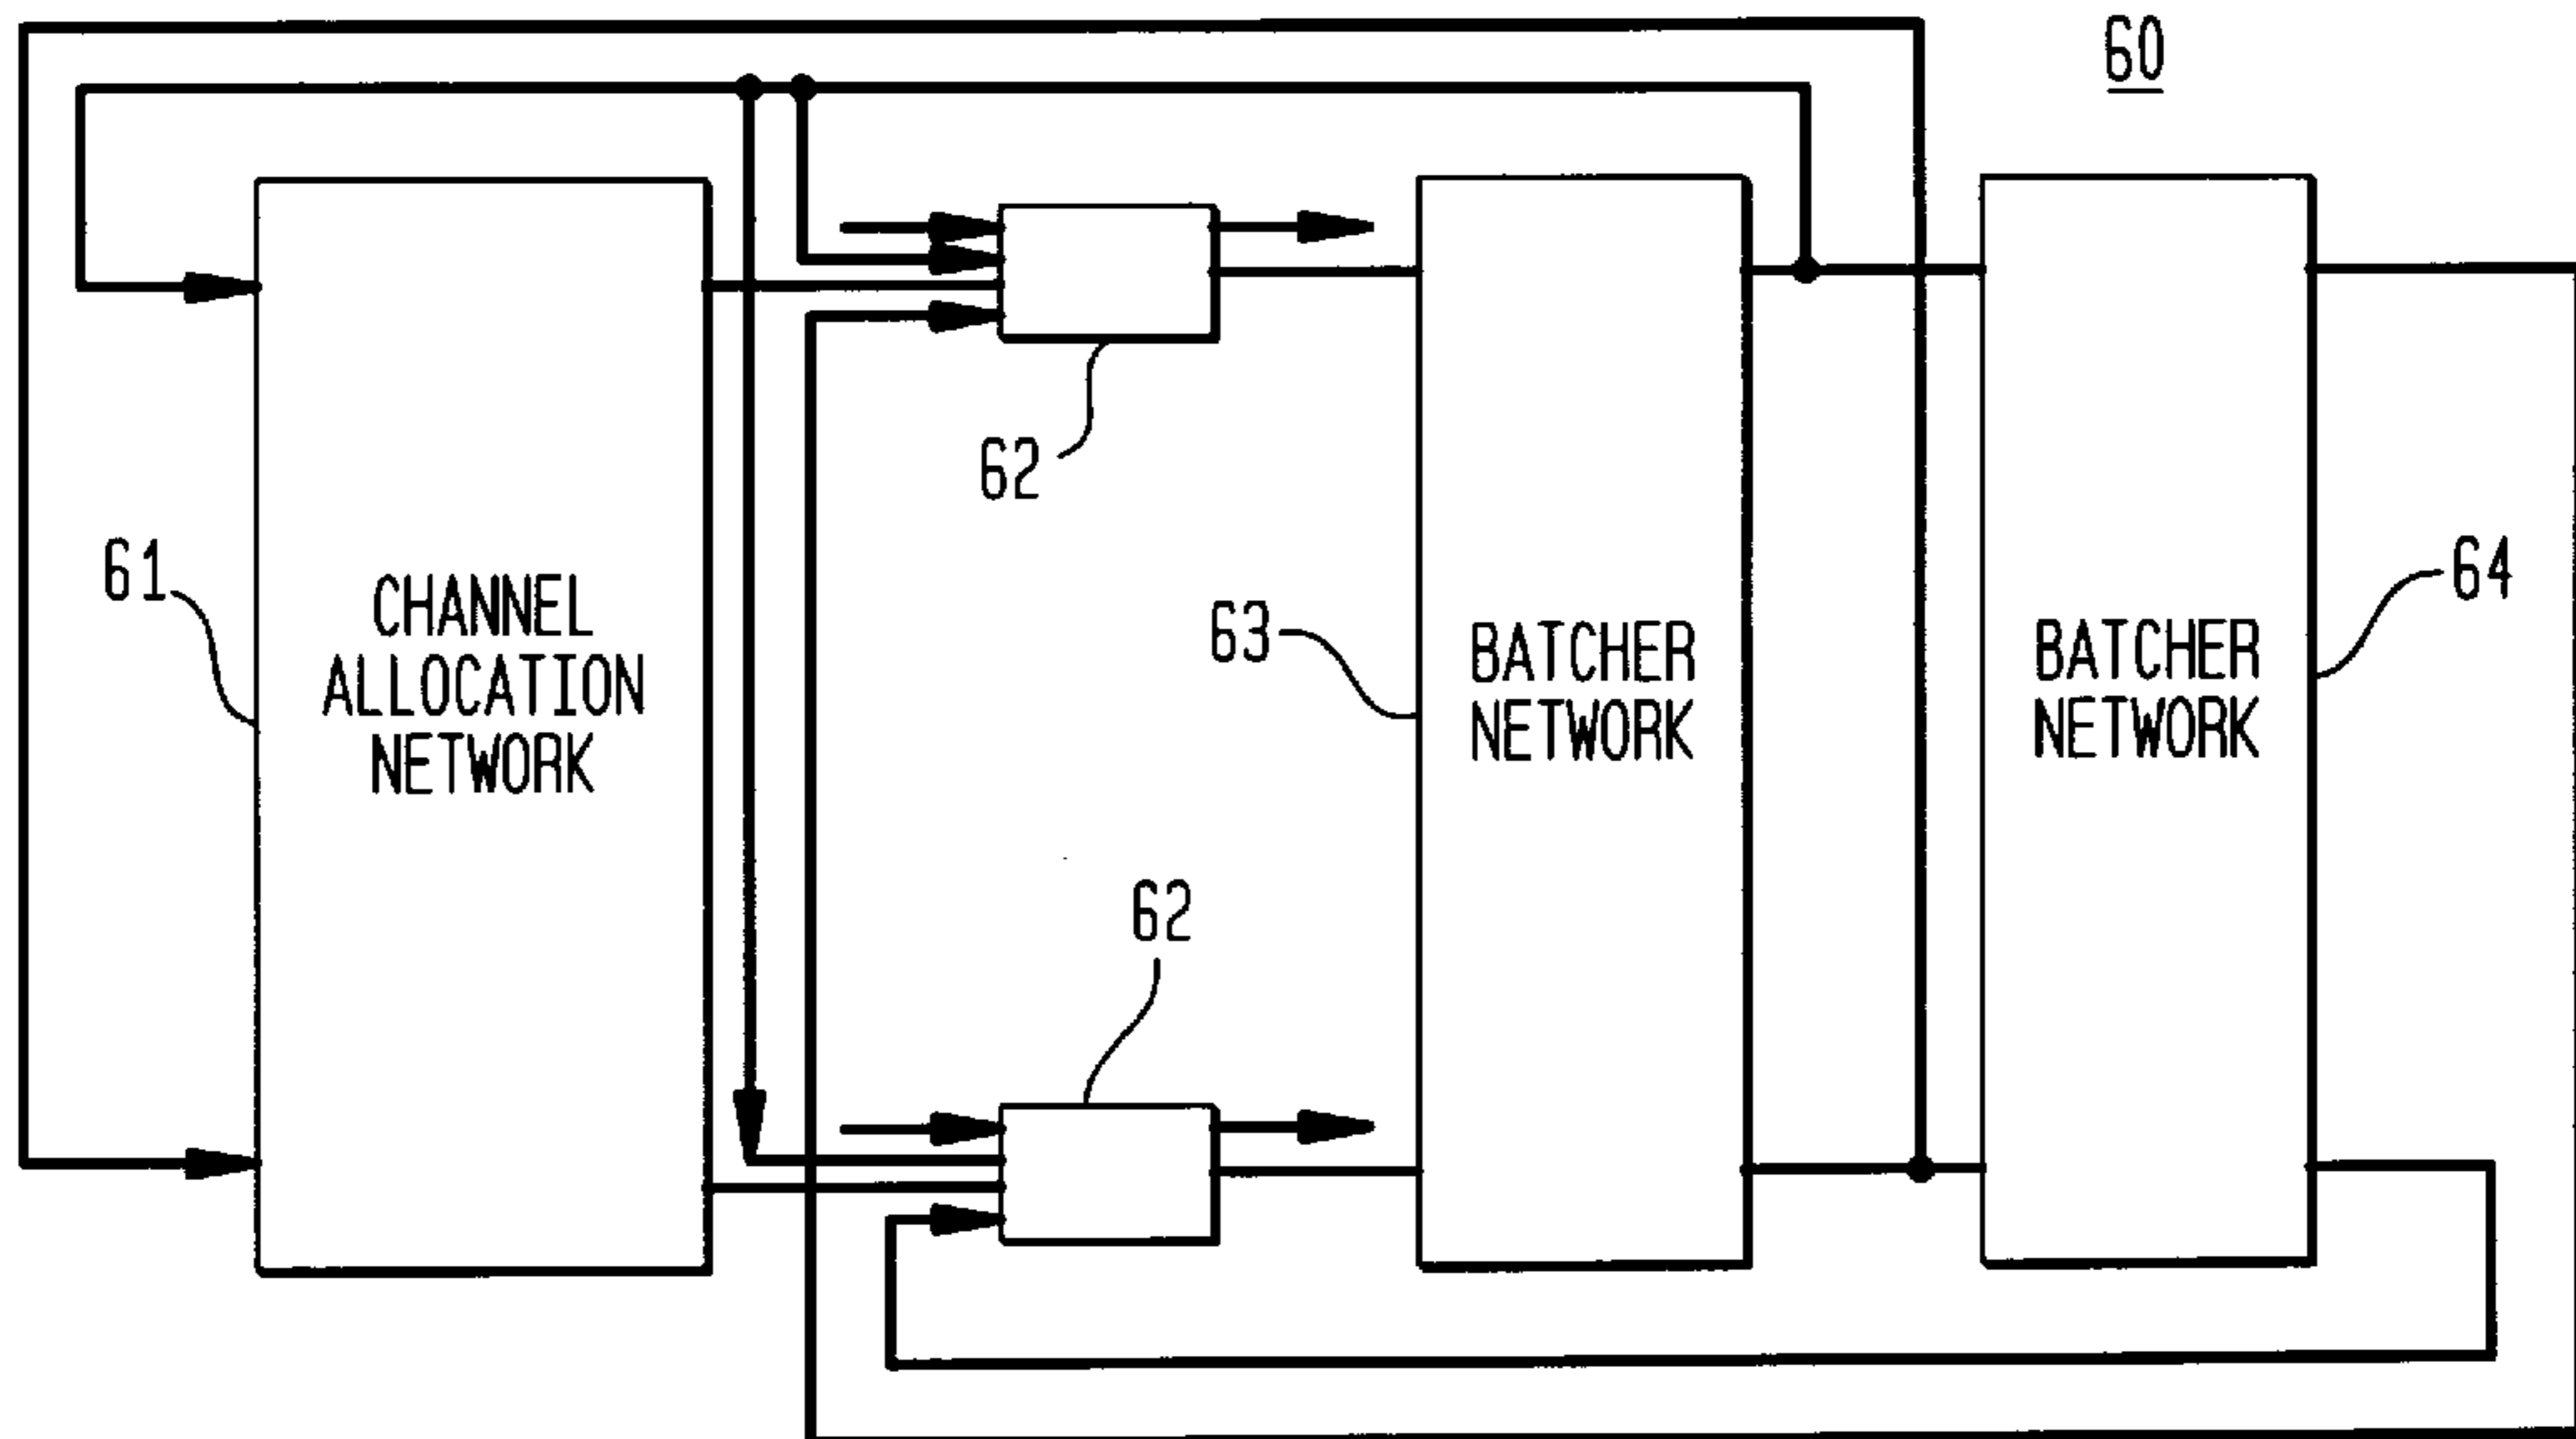 60
62
61
CHANNEL
ALLOCATION
NETWORK
63
BATCHER
NETWORK
BATCHER
NETWORK
64
62